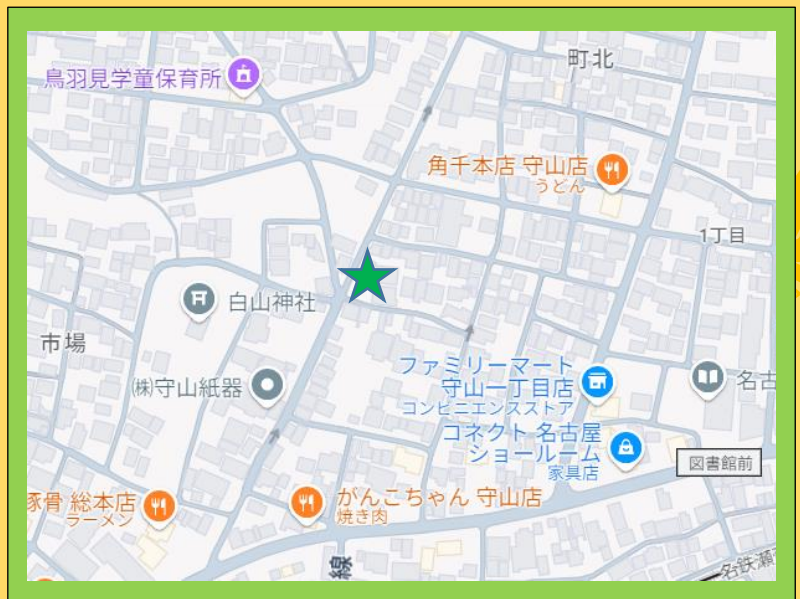 町北
鳥羽見学童保育所
角千本店 守山店
うどん
1丁目
白山神社
市場
ファミリーマート
守山一丁目店
コンビニエンスストア
㈱守山紙器
名古
コネクト 名古屋
ショールーム
家具店
図書館前
豚骨 総本店
ラーメン
がんこちゃん 守山店
焼き肉
線
名鉄瀬